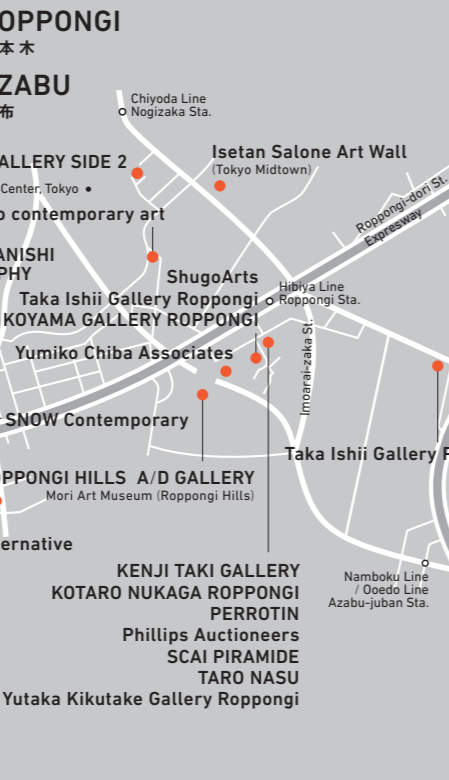 OPPONGI
本木
ZABU
布
Chiyoda Line
Nogizaka Sta.
ALLERY SIDE 2
Isetan Salone Art Wall
(Tokyo Midtown)
Center, Tokyo
o contemporary art
Roppongi-dori St.
Expresway
ANISHI
PHY
ShugoArts
Taka Ishii Gallery Roppongi
KOYAMA GALLERY ROPPONGI
Hibiya Line
Roppongi Sta.
Yumiko Chiba Associates
Imoarai-zaka St.
SNOW Contemporary
Taka Ishii Gallery F
OPPONGI HILLS A/D GALLERY
Mori Art Museum (Roppongi Hills)
ernative
KENJI TAKI GALLERY
KOTARO NUKAGA ROPPONGI
PERROTIN
Phillips Auctioneers
SCAI PIRAMIDE
TARO NASU
Yutaka Kikutake Gallery Roppongi
Namboku Line
/ Ooedo Line
Azabu-juban Sta.